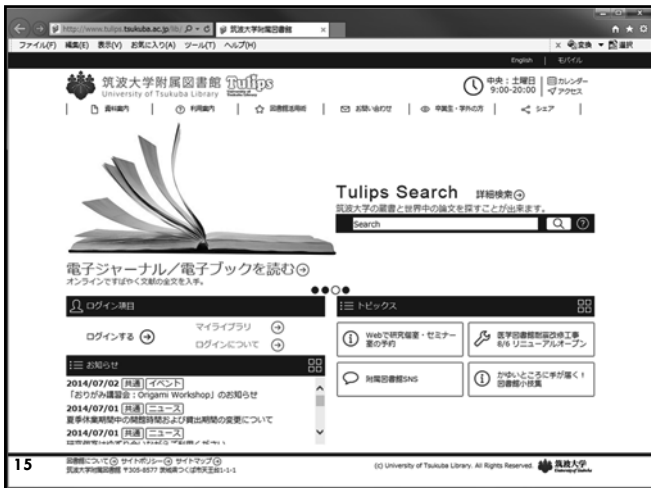 http://www.tulips.tsukuba.ac.jp/lib/
筑波大学附属図書館
ファイル(F) 編集(E) 表示(V) お気に入り(A) ツール(T) ヘルプ(H)
変換 選択
English | モバイル
筑波大学附属図書館 Tulips
University of Tsukuba Library
中央：土曜日
9:00-20:00
カレンダー
アクセス
資料案内 | 利用案内 | 図書館活用術 | お問い合わせ | 卒業生・学外の方 | シェア
Tulips Search 詳細検索
筑波大学の蔵書と世界中の論文を探すことが出来ます。
Search
電子ジャーナル／電子ブックを読む
オンラインですばやく文献の全文を入手。
ログイン項目
ログインする
マイライブラリ
ログインについて
トピックス
Webで研究個室・セミナー室の予約
医学図書館耐震改修工事
8/6 リニューアルオープン
附属図書館SNS
かゆいところに手が届く！
図書館小技集
お知らせ
2014/07/02 共通 イベント
「おりがみ講習会：Origami Workshop」のお知らせ
2014/07/01 共通 ニュース
夏季休業期間中の開館時間および貸出期間の変更について
2014/07/01 共通 ニュース
15
図書館について サイトポリシー サイトマップ
筑波大学附属図書館 〒305-8577 茨城県つくば市天王台1-1-1
(c) University of Tsukuba Library. All Rights Reserved.
筑波大学
University of Tsukuba